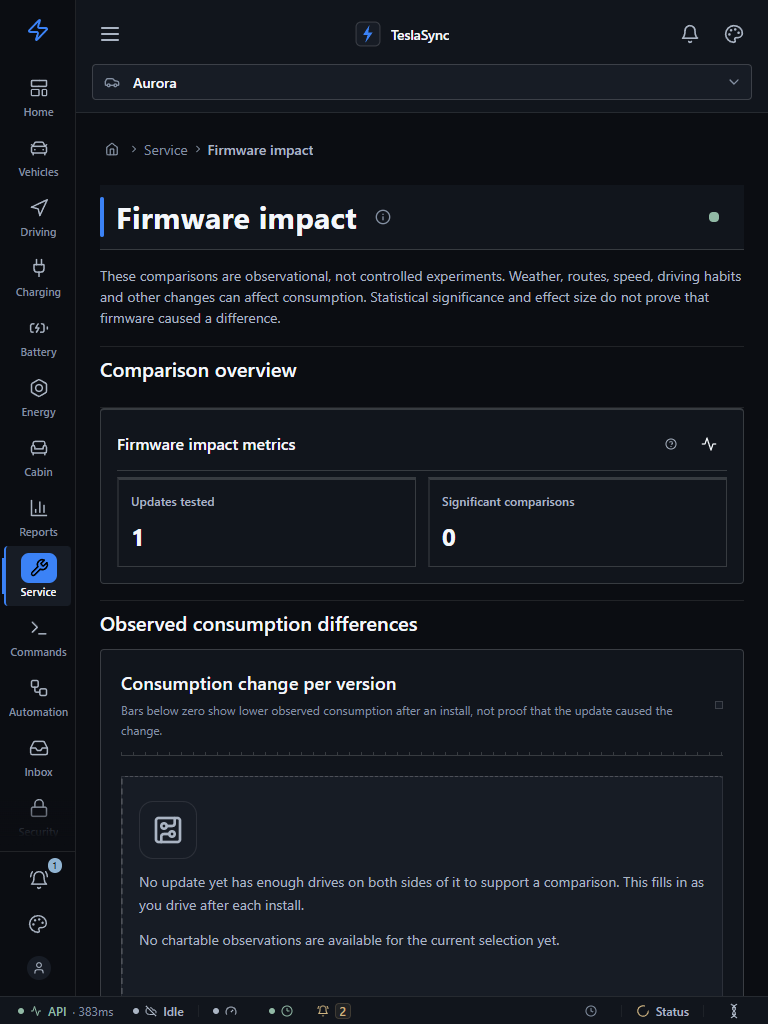 TeslaSync
Aurora
Home
Vehicles
Driving
Charging
Battery
Energy
Cabin
Reports
Service
Commands
Automation
Inbox
Security
1
Service
Firmware impact
Firmware impact
These comparisons are observational, not controlled experiments. Weather, routes, speed, driving habits
and other changes can affect consumption. Statistical significance and effect size do not prove that
firmware caused a difference.
Comparison overview
Firmware impact metrics
Updates tested
1
Significant comparisons
0
Observed consumption differences
Consumption change per version
Bars below zero show lower observed consumption after an install, not proof that the update caused the
change.
No update yet has enough drives on both sides of it to support a comparison. This fills in as
you drive after each install.
No chartable observations are available for the current selection yet.
API · 383ms
Idle
2
Status